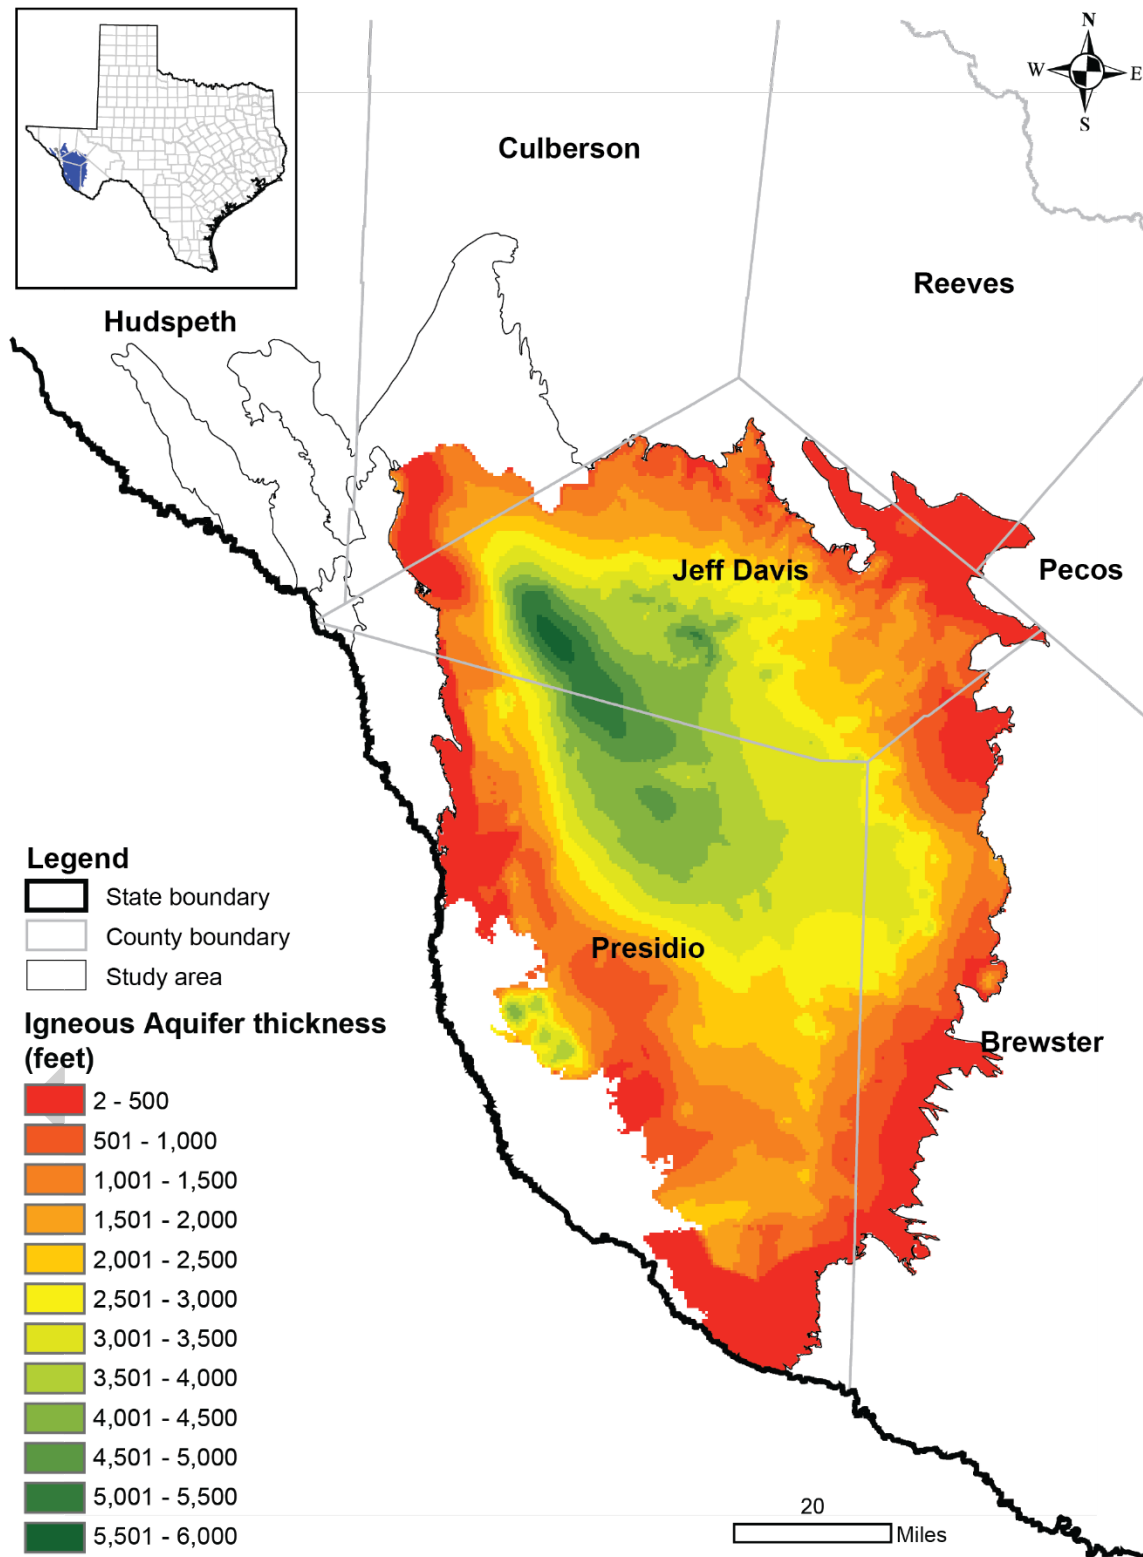 N
W
E
S
Culberson
Reeves
Hudspeth
Jeff Davis
Pecos
Presidio
Brewster
Legend
State boundary
County boundary
Study area
Igneous Aquifer thickness
(feet)
2 - 500
501 - 1,000
1,001 - 1,500
1,501 - 2,000
2,001 - 2,500
2,501 - 3,000
3,001 - 3,500
3,501 - 4,000
4,001 - 4,500
4,501 - 5,000
5,001 - 5,500
5,501 - 6,000
20
Miles